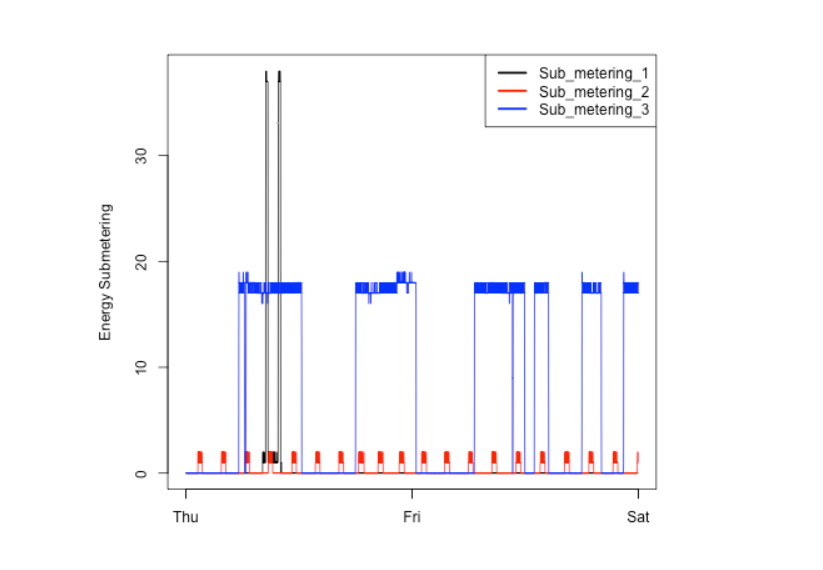 Sub_metering_1
Sub_metering_2
Sub_metering_3
30
20
10
0
Energy Submetering
Thu Fri Sat